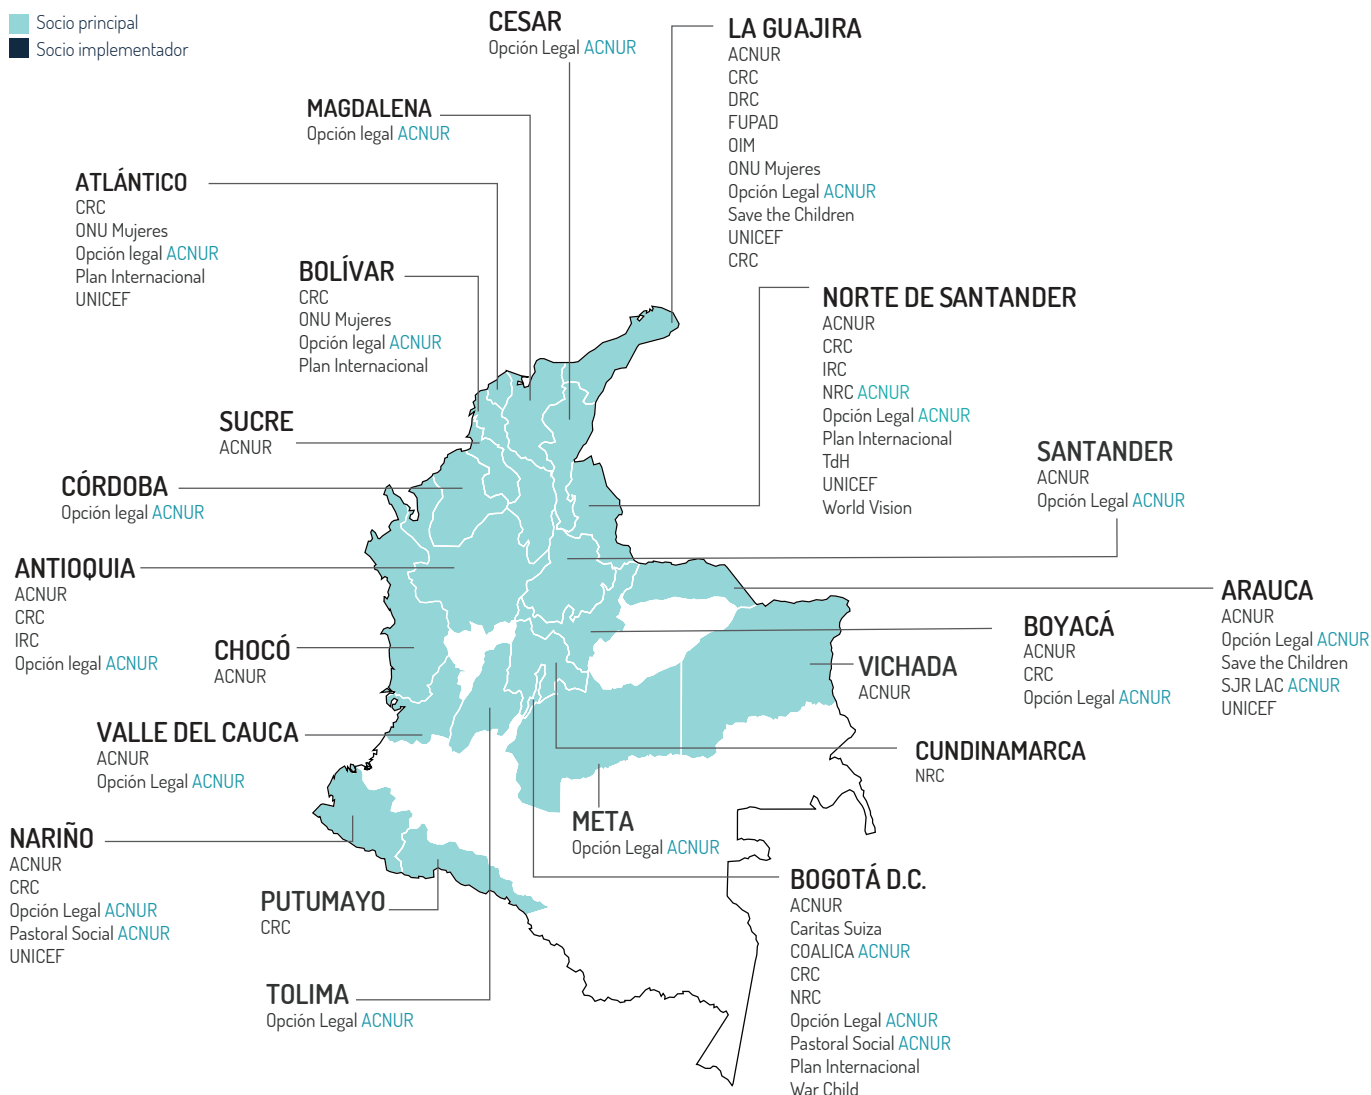 Socio principal
Socio implementador
CESAR
Opción Legal ACNUR
LA GUAJIRA
ACNUR
CRC
DRC
FUPAD
OIM
ONU Mujeres
Opción Legal ACNUR
Save the Children
UNICEF
CRC
MAGDALENA
Opción legal ACNUR
ATLÁNTICO
CRC
ONU Mujeres
Opción legal ACNUR
Plan Internacional
UNICEF
BOLÍVAR
CRC
ONU Mujeres
Opción legal ACNUR
Plan Internacional
NORTE DE SANTANDER
ACNUR
CRC
IRC
NRC ACNUR
Opción Legal ACNUR
Plan Internacional
TdH
UNICEF
World Vision
SUCRE
ACNUR
SANTANDER
ACNUR
Opción Legal ACNUR
CÓRDOBA
Opción legal ACNUR
ANTIOQUIA
ACNUR
CRC
IRC
Opción legal ACNUR
CHOCÓ
ACNUR
ARAUCA
ACNUR
Opción Legal ACNUR
Save the Children
SJR LAC ACNUR
UNICEF
BOYACÁ
ACNUR
CRC
Opción Legal ACNUR
VICHADA
ACNUR
VALLE DEL CAUCA
ACNUR
Opción Legal ACNUR
CUNDINAMARCA
NRC
META
Opción Legal ACNUR
NARIÑO
ACNUR
CRC
Opción Legal ACNUR
Pastoral Social ACNUR
UNICEF
PUTUMAYO
CRC
BOGOTÁ D.C.
ACNUR
Caritas Suiza
COALICA ACNUR
CRC
NRC
Opción Legal ACNUR
Pastoral Social ACNUR
Plan Internacional
War Child
TOLIMA
Opción Legal ACNUR